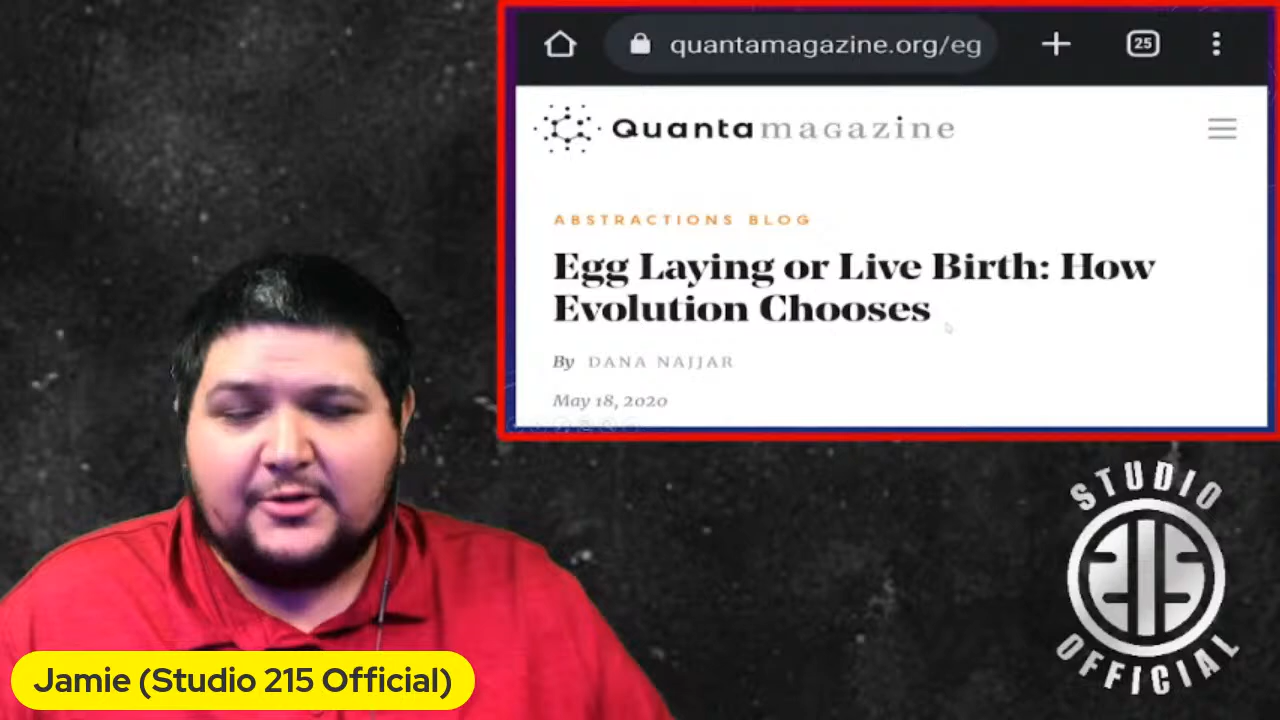 quantamagazine.org/eg
25
Quanta magazine
ABSTRACTIONS BLOG
Egg Laying or Live Birth: How
Evolution Chooses
By DANA NAJJAR
May 18, 2020
STUDIO
215
OFFICIAL
Jamie (Studio 215 Official)